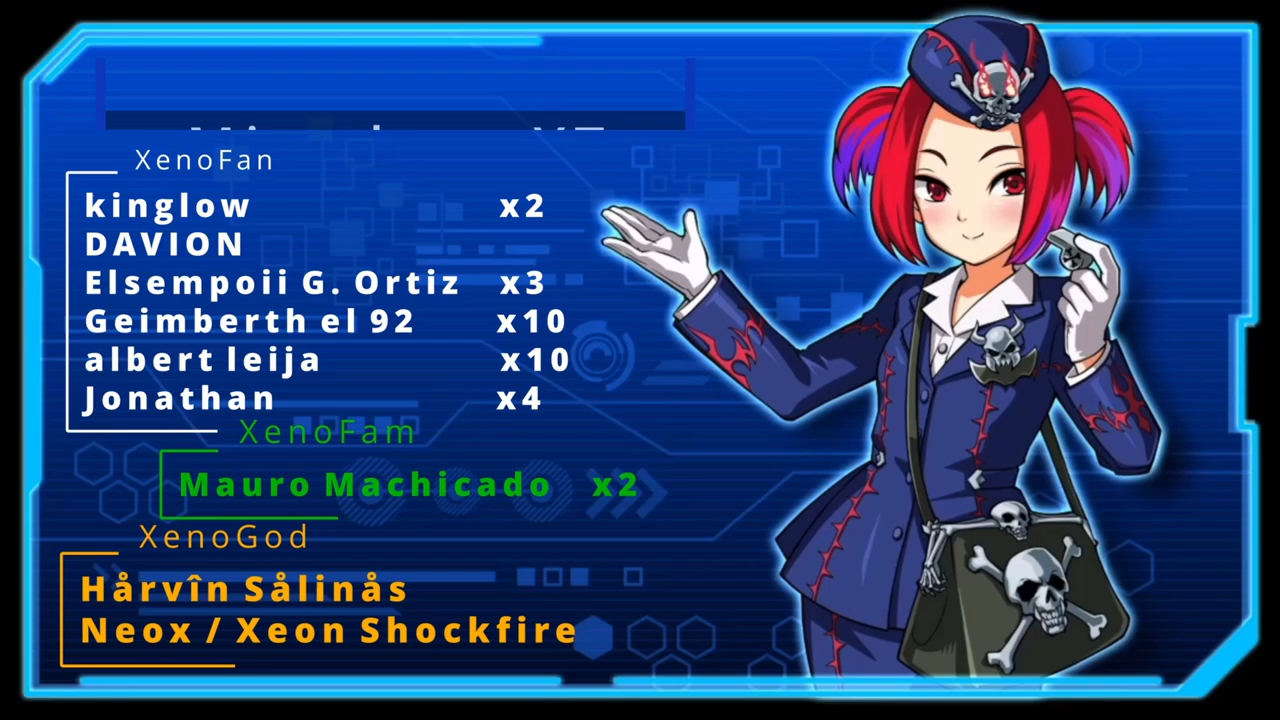 XenoFan
kinglow x2
DAVION
Elsempoii G. Ortiz x3
Geimberth el 92 x10
albert leija x10
Jonathan x4
XenoFam
Mauro Machicado x2
XenoGod
Hårvîn Sålinås
Neox / Xeon Shockfire